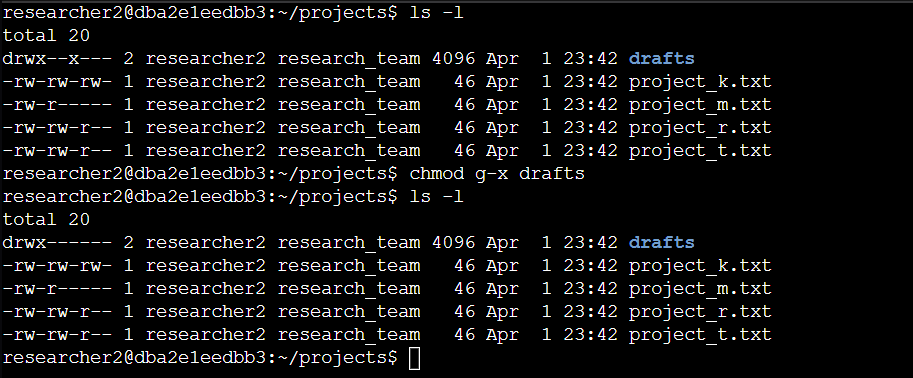 researcher2@dba2e1eedbb3:~/projects$ ls -l
total 20
drwx--x--- 2 researcher2 research_team 4096 Apr  1 23:42 drafts
-rw-rw-rw- 1 researcher2 research_team   46 Apr  1 23:42 project_k.txt
-rw-r----- 1 researcher2 research_team   46 Apr  1 23:42 project_m.txt
-rw-rw-r-- 1 researcher2 research_team   46 Apr  1 23:42 project_r.txt
-rw-rw-r-- 1 researcher2 research_team   46 Apr  1 23:42 project_t.txt
researcher2@dba2e1eedbb3:~/projects$ chmod g-x drafts
researcher2@dba2e1eedbb3:~/projects$ ls -l
total 20
drwx------ 2 researcher2 research_team 4096 Apr  1 23:42 drafts
-rw-rw-rw- 1 researcher2 research_team   46 Apr  1 23:42 project_k.txt
-rw-r----- 1 researcher2 research_team   46 Apr  1 23:42 project_m.txt
-rw-rw-r-- 1 researcher2 research_team   46 Apr  1 23:42 project_r.txt
-rw-rw-r-- 1 researcher2 research_team   46 Apr  1 23:42 project_t.txt
researcher2@dba2e1eedbb3:~/projects$